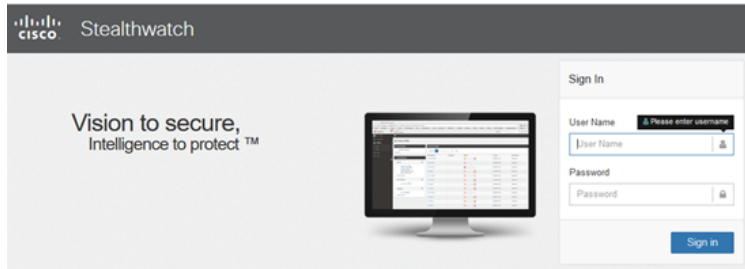 cisco.
Stealthwatch
Vision to secure,
Intelligence to protect ™
Sign In
User Name
Please enter username
User Name
Password
Password
Sign in